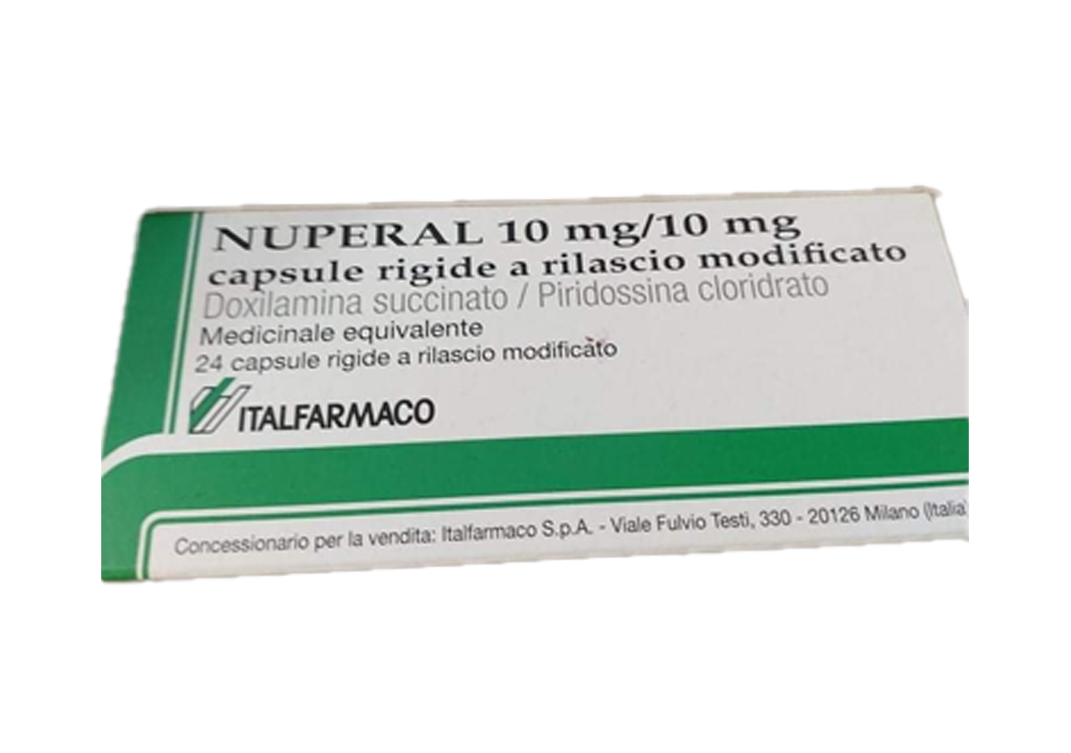 NUPERAL 10 mg/10 mg
capsule rigide a rilascio modificato
Doxilamina succinato / Piridossina cloridrato
Medicinale equivalente
24 capsule rigide a rilascio modificato
ITALFARMACO
Concessionario per la vendita: Italfarmaco S.p.A. - Viale Fulvio Testi, 330 - 20126 Milano (Italia)